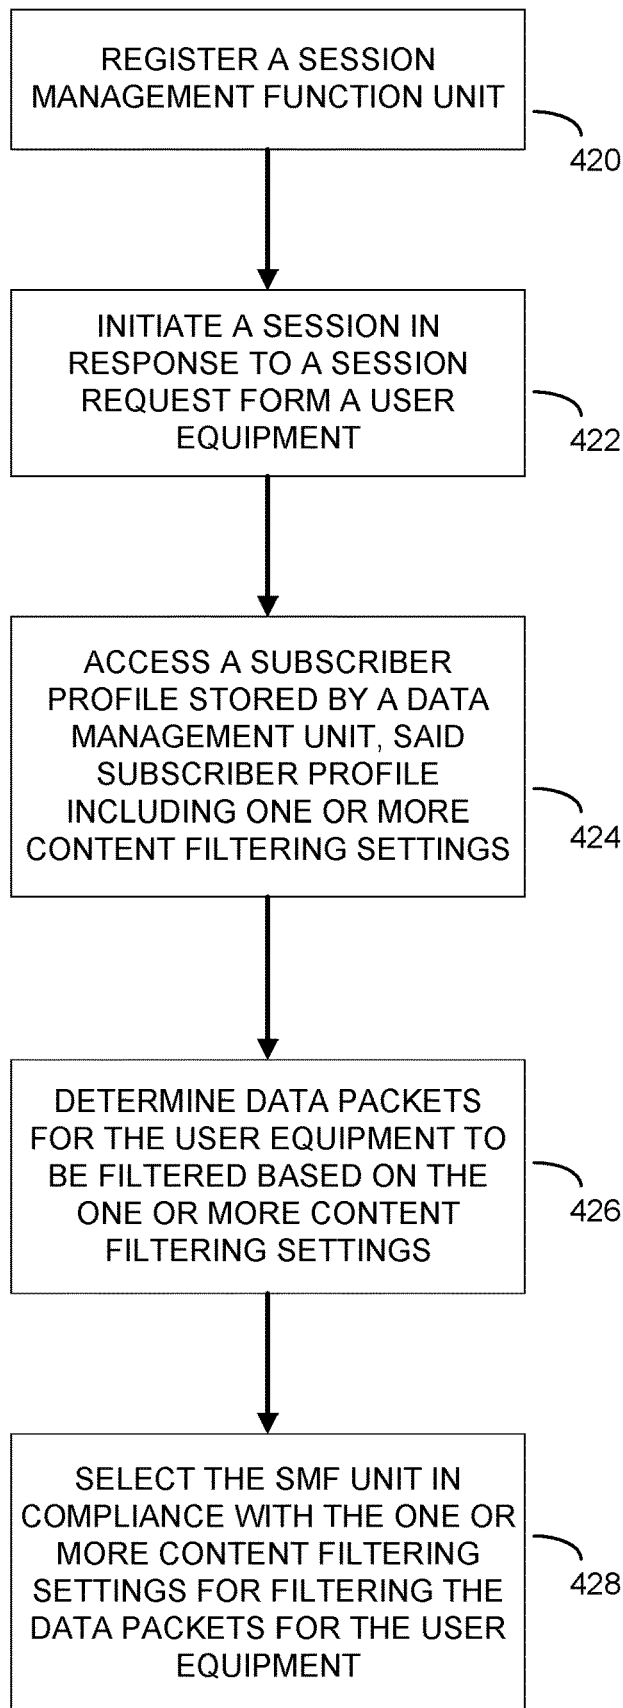 REGISTER A SESSION
MANAGEMENT FUNCTION UNIT
420
INITIATE A SESSION IN
RESPONSE TO A SESSION
REQUEST FORM A USER
EQUIPMENT
422
ACCESS A SUBSCRIBER
PROFILE STORED BY A DATA
MANAGEMENT UNIT, SAID
SUBSCRIBER PROFILE
INCLUDING ONE OR MORE
CONTENT FILTERING SETTINGS
424
DETERMINE DATA PACKETS
FOR THE USER EQUIPMENT TO
BE FILTERED BASED ON THE
ONE OR MORE CONTENT
FILTERING SETTINGS
426
SELECT THE SMF UNIT IN
COMPLIANCE WITH THE ONE OR
MORE CONTENT FILTERING
SETTINGS FOR FILTERING THE
DATA PACKETS FOR THE USER
EQUIPMENT
428